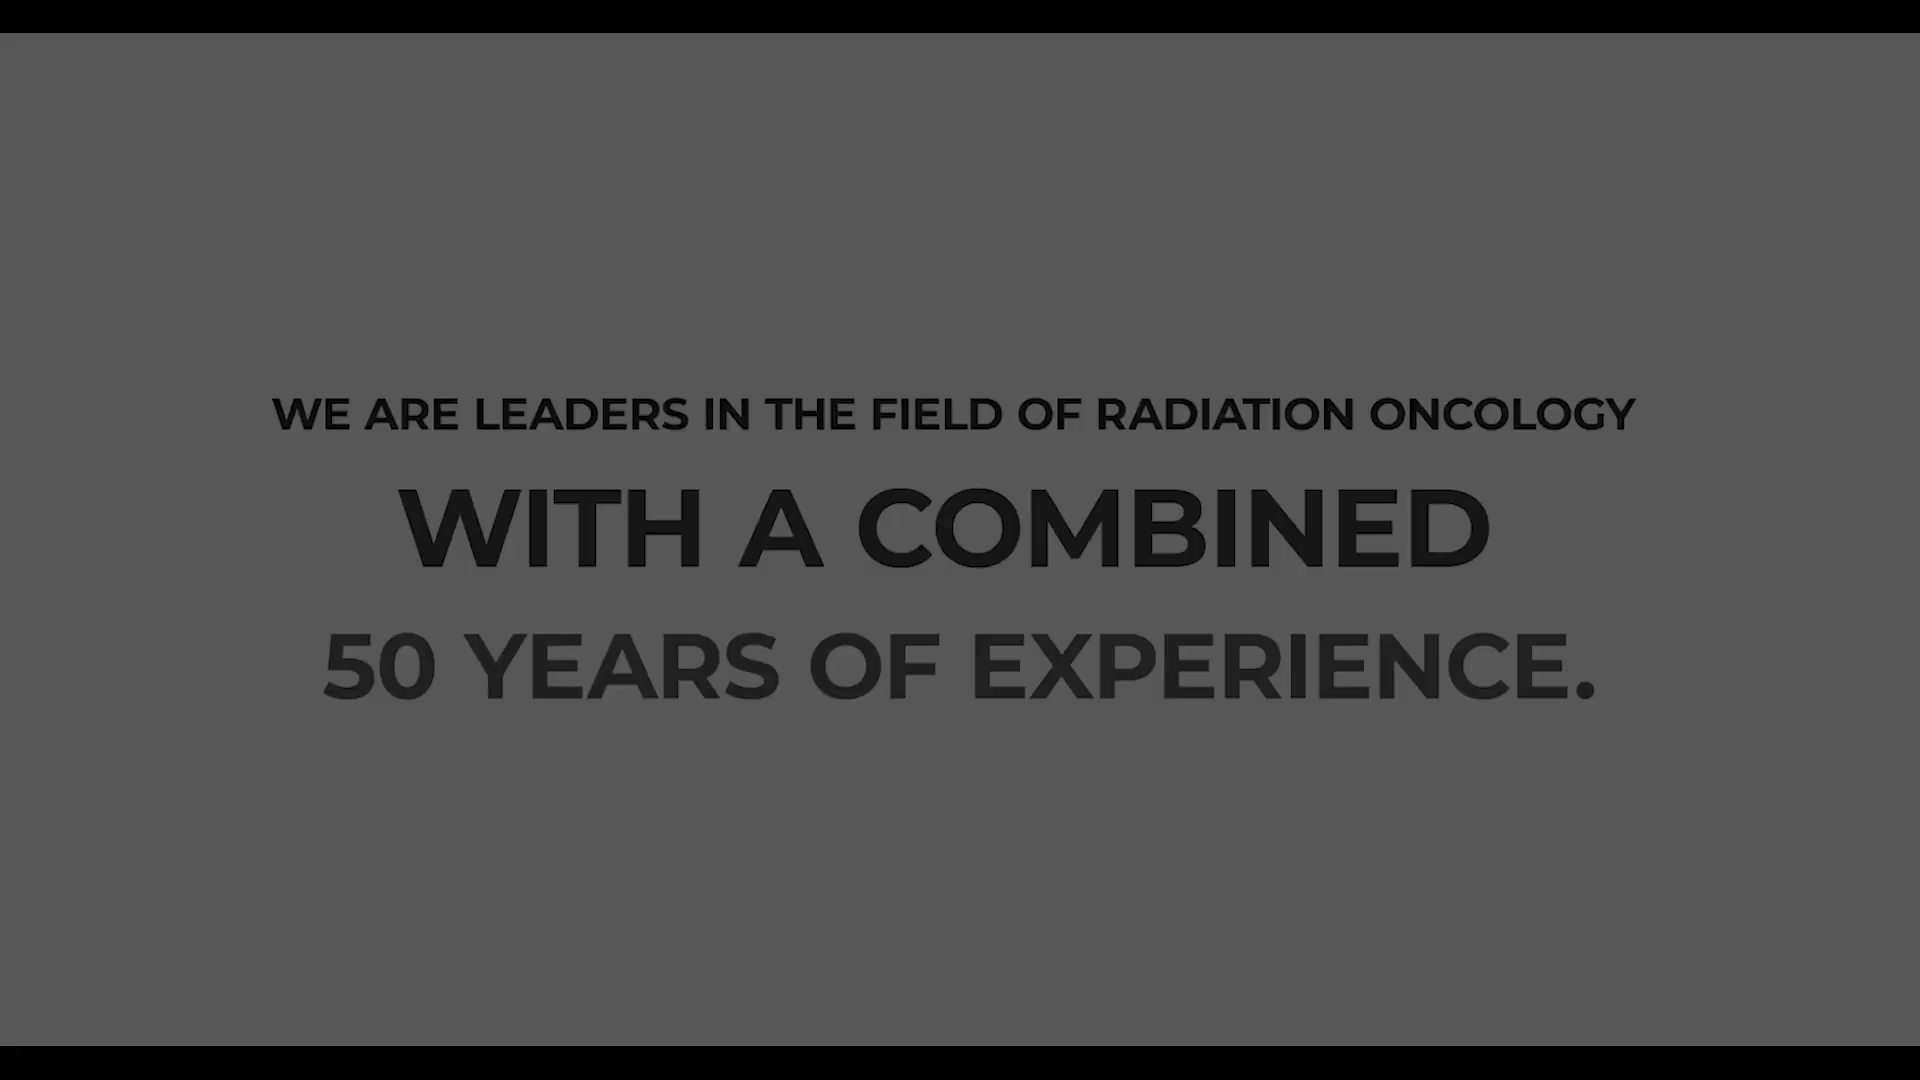 WE ARE LEADERS IN THE FIELD OF RADIATION ONCOLOGY
WITH A COMBINED
50 YEARS OF EXPERIENCE.